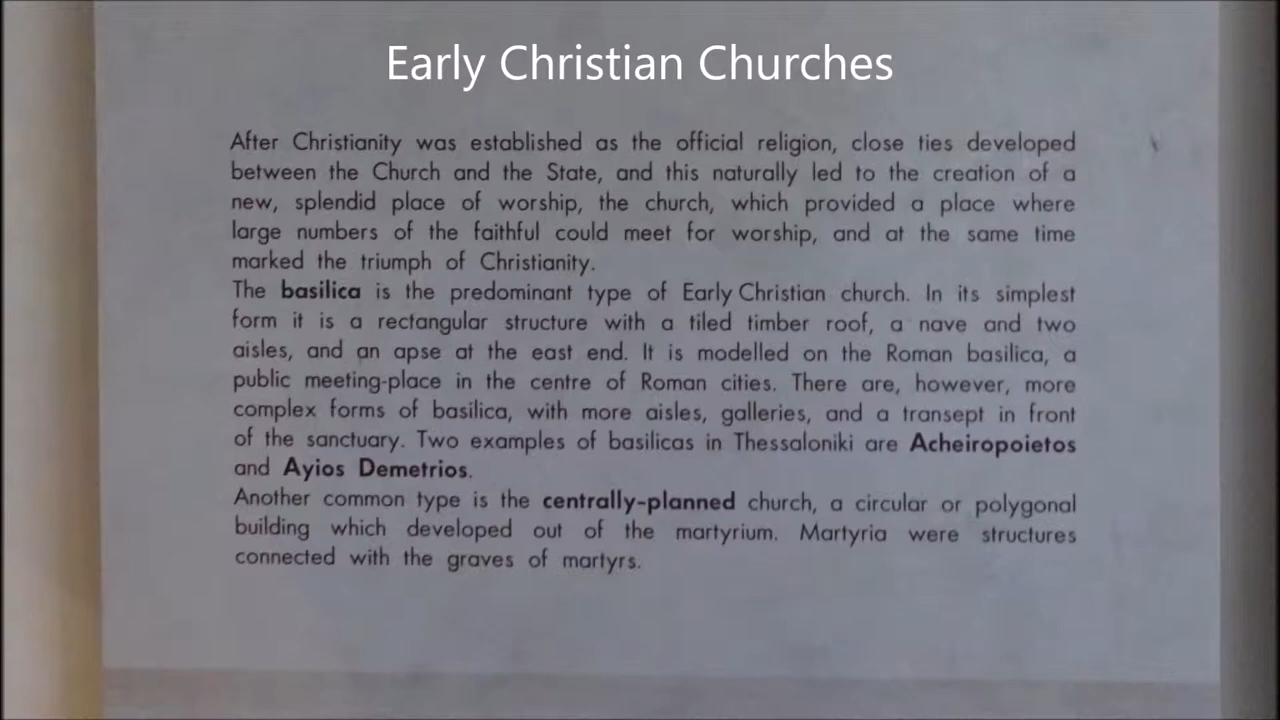 Early Christian Churches
After Christianity was established as the official religion, close ties developed
between the Church and the State, and this naturally led to the creation of a
new, splendid place of worship, the church, which provided a place where
large numbers of the faithful could meet for worship, and at the same time
marked the triumph of Christianity.
The basilica is the predominant type of Early Christian church. In its simplest
form it is a rectangular structure with a tiled timber roof, a nave and two
aisles, and an apse at the east end. It is modelled on the Roman basilica, a
public meeting-place in the centre of Roman cities. There are, however, more
complex forms of basilica, with more aisles, galleries, and a transept in front
of the sanctuary. Two examples of basilicas in Thessaloniki are Acheiropoietos
and Ayios Demetrios.
Another common type is the centrally-planned church, a circular or polygonal
building which developed out of the martyrium. Martyria were structures
connected with the graves of martyrs.